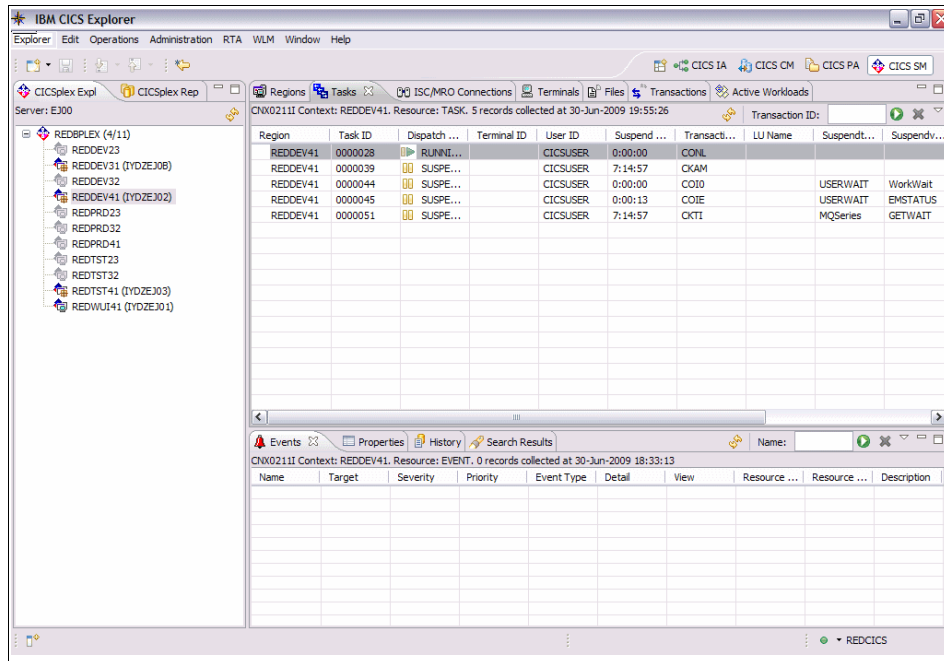 IBM CICS Explorer
Explorer Edit Operations Administration RTA WLM Window Help
CICS IA CICS CM CICS PA CICS SM
CICSplex Expl CICSplex Rep
Regions Tasks ISC/MRO Connections Terminals Files Transactions Active Workloads
Server: EJ00
CNX0211I Context: REDDEV41. Resource: TASK. 5 records collected at 30-Jun-2009 19:55:26 Transaction ID:
REDBPLEX (4/11)
REDDEV23
REDDEV31 (IYDZEJ0B)
REDDEV32
REDDEV41 (IYDZEJ02)
REDPRD23
REDPRD32
REDPRD41
REDTST23
REDTST32
REDTST41 (IYDZEJ03)
REDWUI41 (IYDZEJ01)
Region Task ID Dispatch ... Terminal ID User ID Suspend ... Transacti... LU Name Suspendt... Suspendv...
REDDEV41 0000028 RUNNI... CICSUSER 0:00:00 CONL
REDDEV41 0000039 SUSPE... CICSUSER 7:14:57 CKAM
REDDEV41 0000044 SUSPE... CICSUSER 0:00:00 COI0 USERWAIT WorkWait
REDDEV41 0000045 SUSPE... CICSUSER 0:00:13 COIE USERWAIT EMSTATUS
REDDEV41 0000051 SUSPE... CICSUSER 7:14:57 CKTI MQSeries GETWAIT
Events Properties History Search Results Name:
CNX0211I Context: REDDEV41. Resource: EVENT. 0 records collected at 30-Jun-2009 18:33:13
Name Target Severity Priority Event Type Detail View Resource ... Resource ... Description
REDCICS